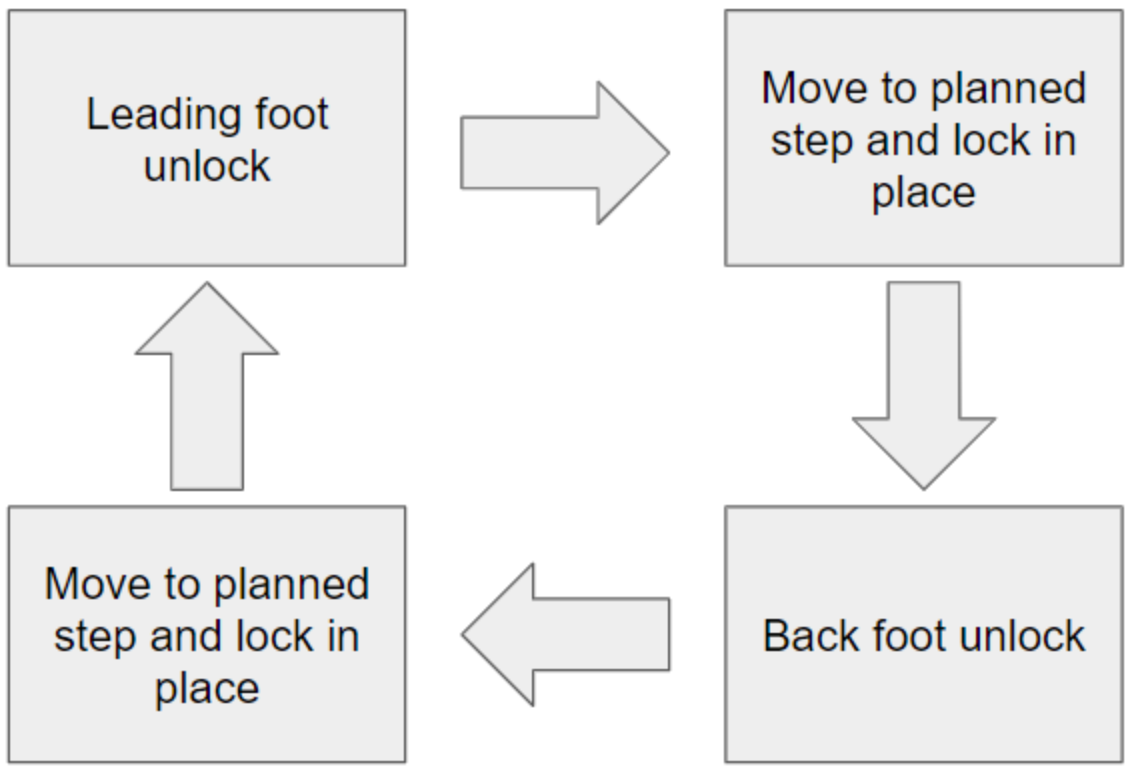 Leading foot
unlock
Move to planned
step and lock in
place
Back foot unlock
Move to planned
step and lock in
place